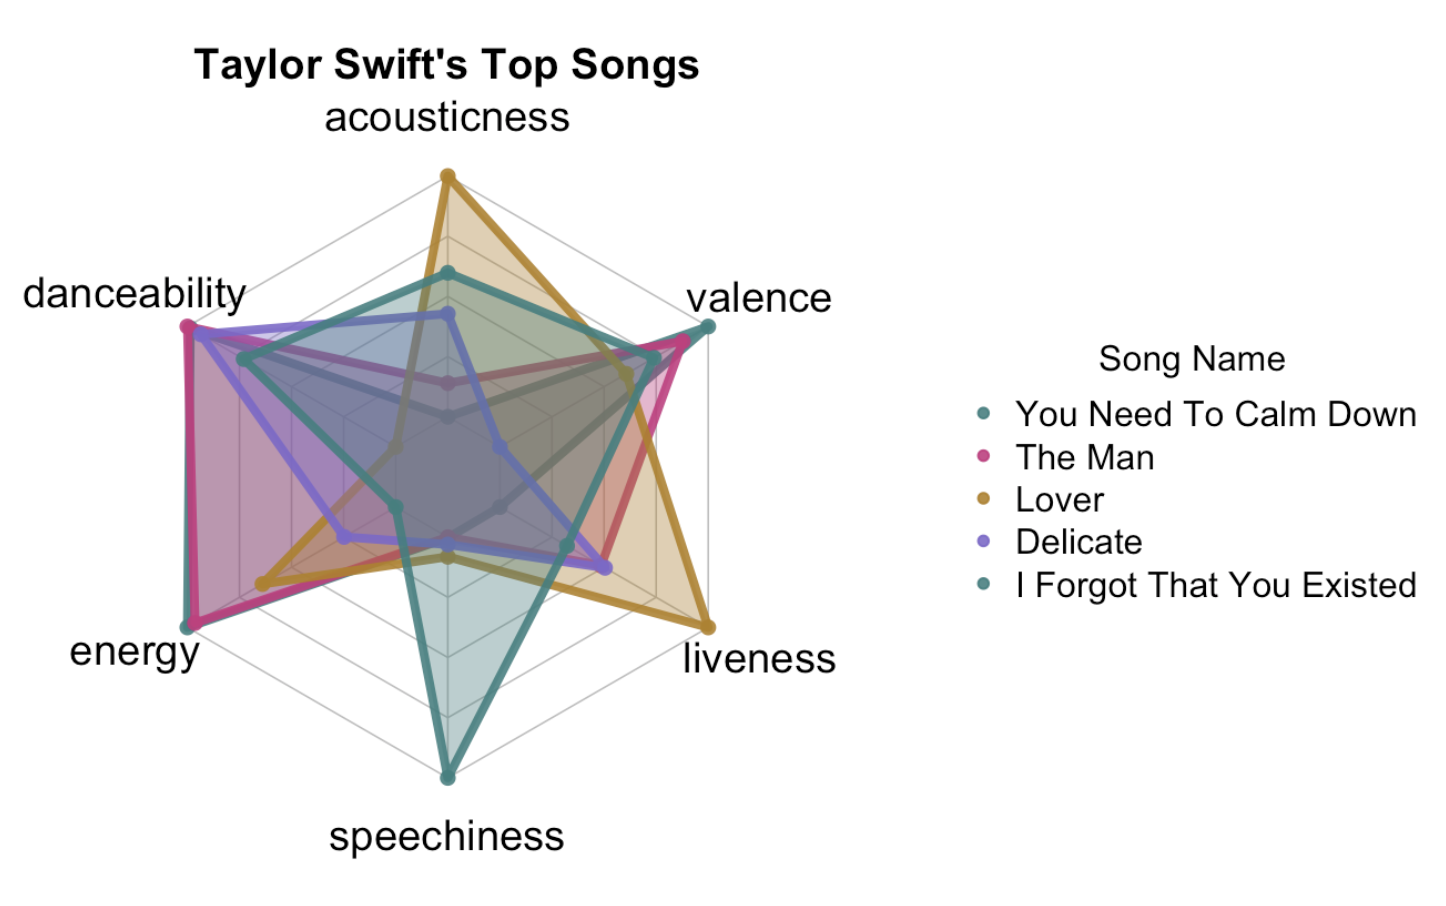 Taylor Swift's Top Songs
acousticness
danceability
valence
energy
liveness
speechiness
Song Name
You Need To Calm Down
The Man
Lover
Delicate
I Forgot That You Existed